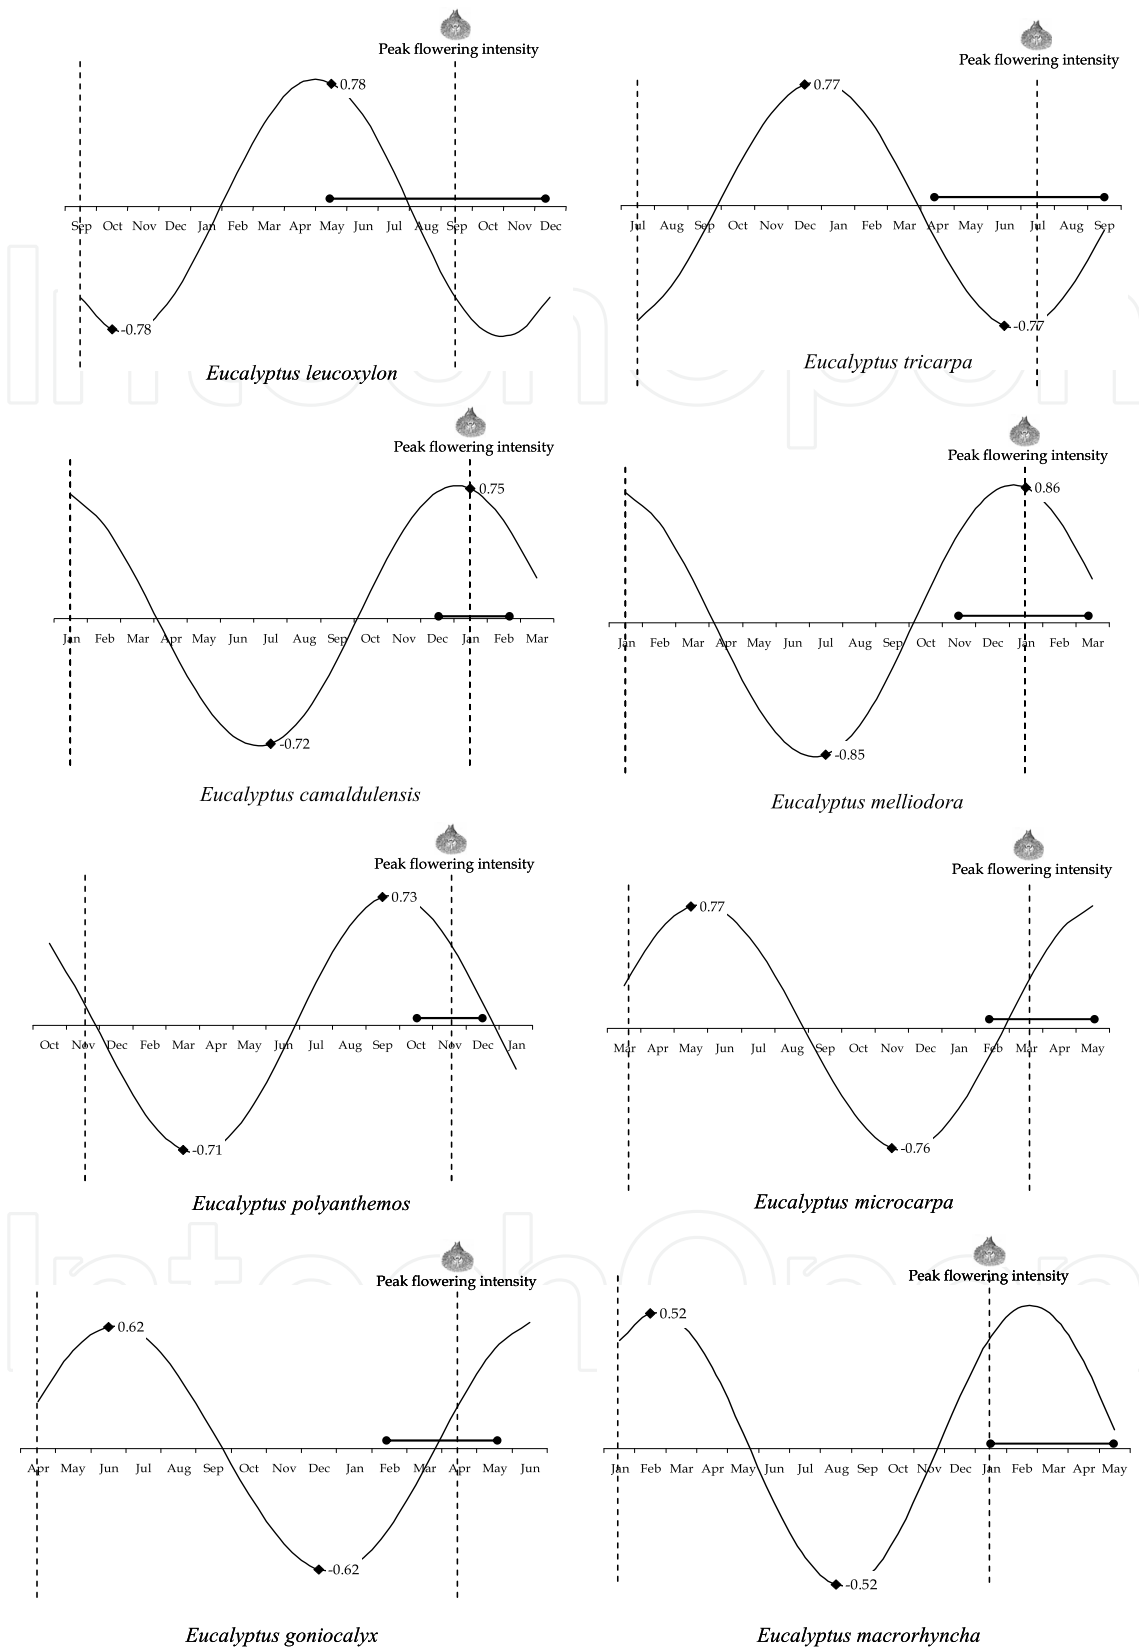 Peak flowering intensity
0.78
Sep Oct Nov Dec Jan Feb Mar Apr May Jun Jul Aug Sep Oct Nov Dec
-0.78
Eucalyptus leucoxylon
Peak flowering intensity
0.77
Jul Aug Sep Oct Nov Dec Jan Feb Mar Apr May Jun Jul Aug Sep
-0.77
Eucalyptus tricarpa
Peak flowering intensity
0.75
Jan Feb Mar Apr May Jun Jul Aug Sep Oct Nov Dec Jan Feb Mar
-0.72
Eucalyptus camaldulensis
Peak flowering intensity
0.86
Jan Feb Mar Apr May Jun Jul Aug Sep Oct Nov Dec Jan Feb Mar
-0.85
Eucalyptus melliodora
Peak flowering intensity
0.73
Oct Nov Dec Feb Mar Apr May Jun Jul Aug Sep Oct Nov Dec Jan
-0.71
Eucalyptus polyanthemos
Peak flowering intensity
0.77
Mar Apr May Jun Jul Aug Sep Oct Nov Dec Jan Feb Mar Apr May
-0.76
Eucalyptus microcarpa
Peak flowering intensity
0.62
Apr May Jun Jul Aug Sep Oct Nov Dec Jan Feb Mar Apr May Jun
-0.62
Eucalyptus goniocalyx
Peak flowering intensity
0.52
Jan Feb Mar Apr May Jun Jul Aug Sep Oct Nov Dec Jan Feb Mar Apr May
-0.52
Eucalyptus macrorhyncha